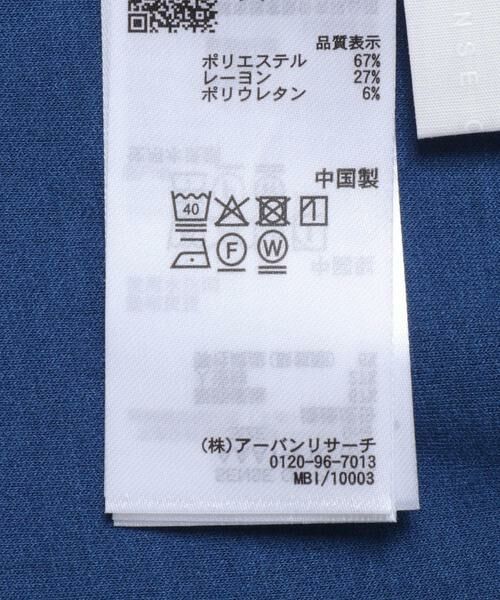 品質表示
ポリエステル 67%
レーヨン 27%
ポリウレタン 6%
中国製
40
F W
(株)アーバンリサーチ
0120-96-7013
MBI/10003
NSE